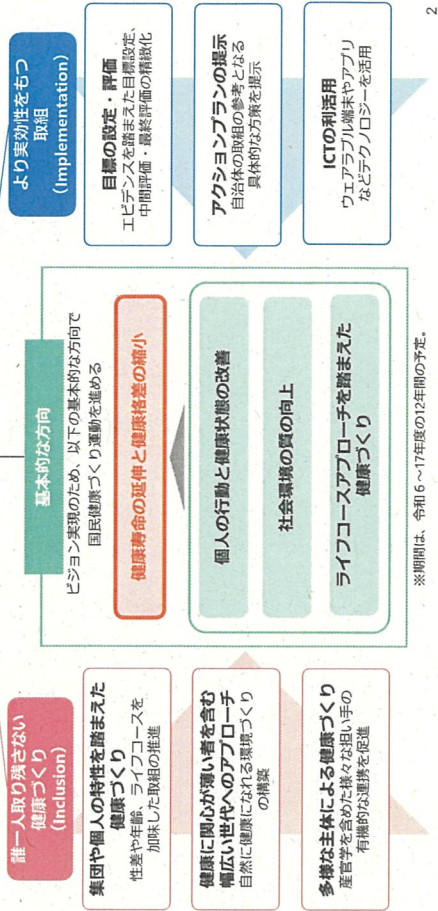 誰一人取り残さない
健康づくり
(Inclusion)
集団や個人の特性を踏まえた
健康づくり
性差や年齢、ライフコースを
加味した取組の推進
健康に関心が薄い者を含む
幅広い世代へのアプローチ
自然に健康になれる環境づくり
の構築
多様な主体による健康づくり
産官学を含めた様々な担い手の
有機的な連携を促進
基本的な方向
ビジョン実現のため、以下の基本的な方向で
国民健康づくり運動を進める
健康寿命の延伸と健康格差の縮小
個人の行動と健康状態の改善
社会環境の質の向上
ライフコースアプローチを踏まえた
健康づくり
※期間は、令和6～17年度の12年間の予定。
より実効性をもつ
取組
(Implementation)
目標の設定・評価
エビデンスを踏まえた目標設定、
中間評価・最終評価の精緻化
アクションプランの提示
自治体の取組の参考となる
具体的な方策を提示
ICTの利活用
ウェアラブル端末やアプリ
などテクノロジーを活用
2